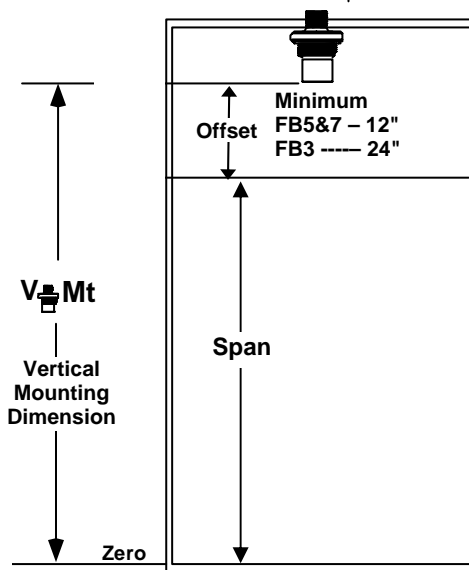 Minimum
FB5&7 – 12"
FB3 ----– 24"
Offset
V Mt
Span
Vertical
Mounting
Dimension
Zero